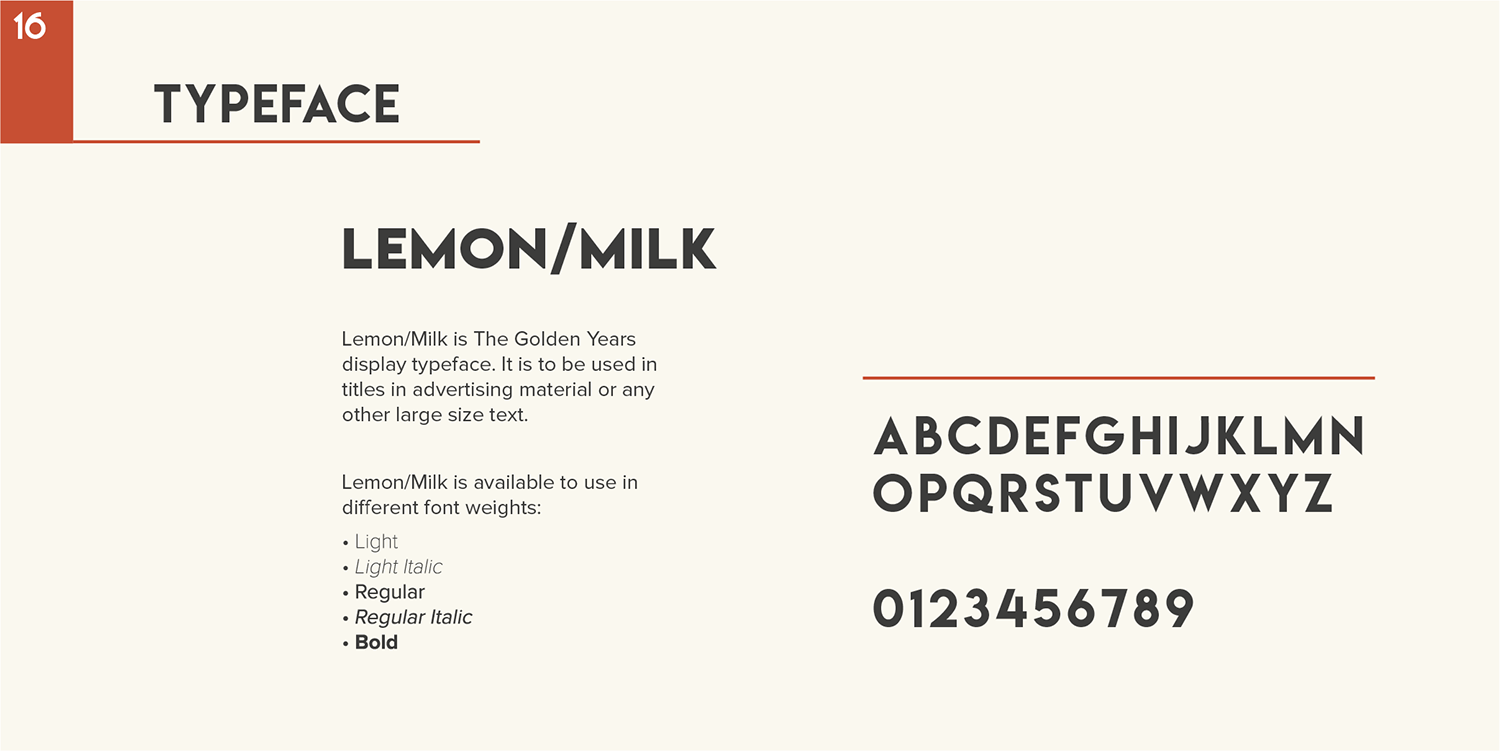 16
TYPEFACE
LEMON/MILK
Lemon/Milk is The Golden Years
display typeface. It is to be used in
titles in advertising material or any
other large size text.
Lemon/Milk is available to use in
different font weights:
• Light
• Light Italic
• Regular
• Regular Italic
• Bold
ABCDEFGHIJKLMN
OPQRSTUVWXYZ
0123456789